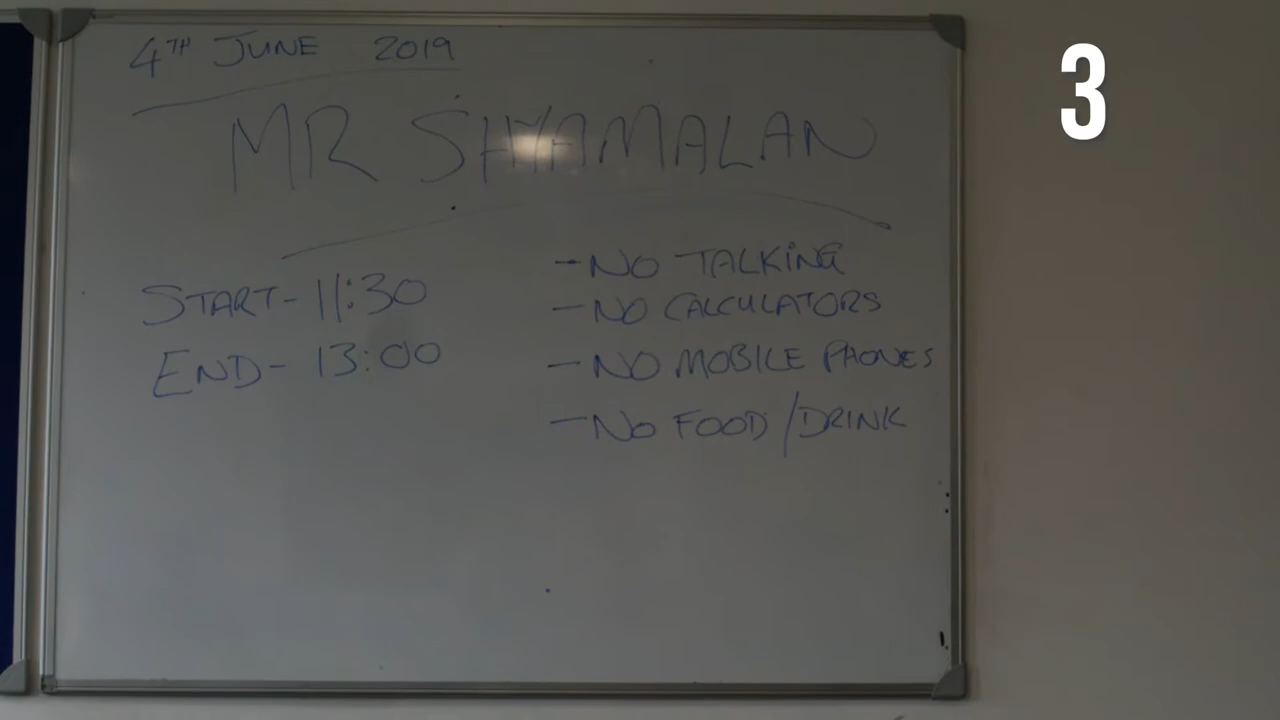 4TH JUNE 2019
3
MR SHYAMALAN
START- 11:30
END- 13:00
- NO TALKING
- NO CALCULATORS
- NO MOBILE PHONES
- NO FOOD / DRINK